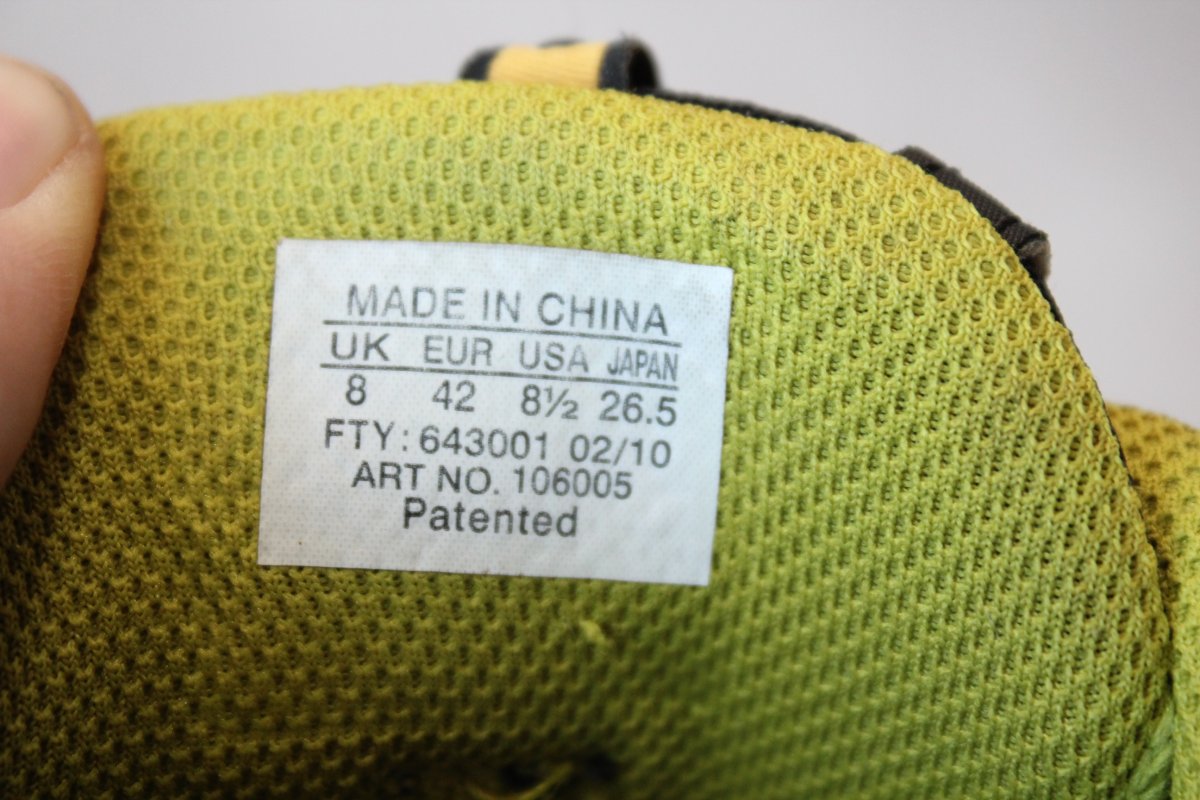 MADE IN CHINA
UK EUR USA JAPAN
8 42 8½ 26.5
FTY: 643001 02/10
ART NO. 106005
Patented